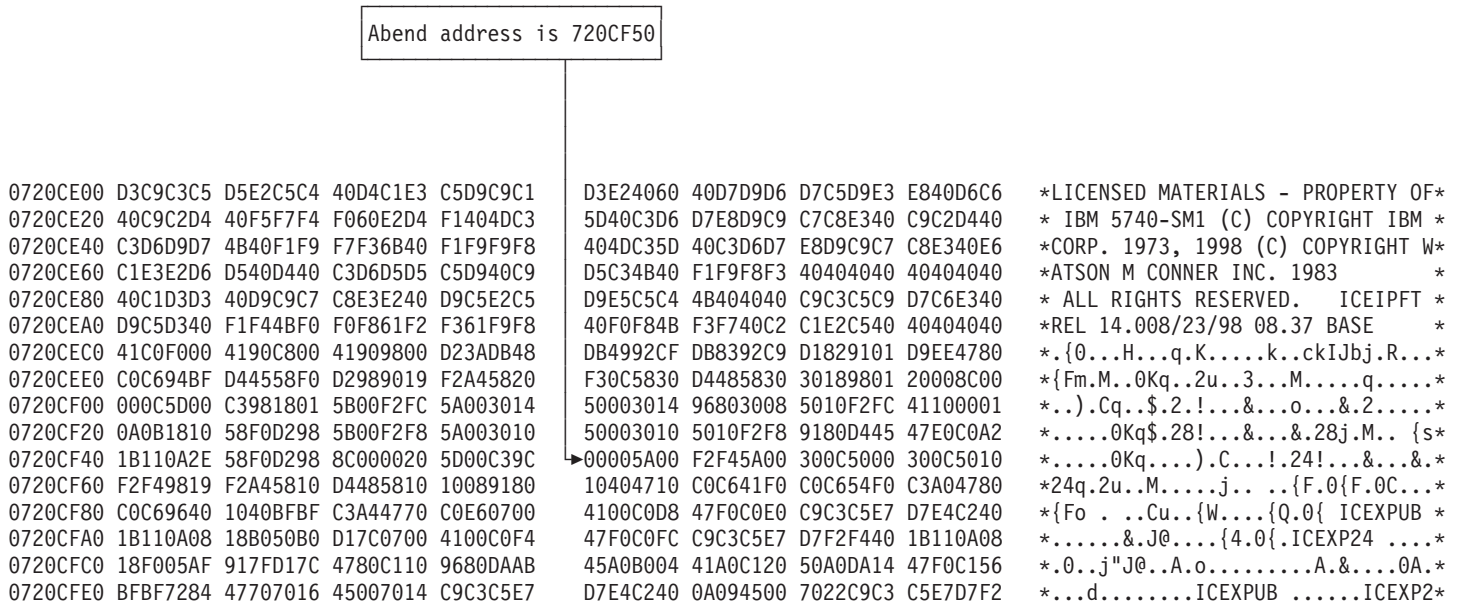 Abend address is 720CF50
0720CE00 D3C9C3C5 D5E2C5C4 40D4C1E3 C5D9C9C1 D3E24060 40D7D9D6 D7C5D9E3 E840D6C6 *LICENSED MATERIALS - PROPERTY OF*
0720CE20 40C9C2D4 40F5F7F4 F060E2D4 F1404DC3 5D40C3D6 D7E8D9C9 C7C8E340 C9C2D440 * IBM 5740-SM1 (C) COPYRIGHT IBM *
0720CE40 C3D6D9D7 4B40F1F9 F7F36B40 F1F9F9F8 404DC35D 40C3D6D7 E8D9C9C7 C8E340E6 *CORP. 1973, 1998 (C) COPYRIGHT W*
0720CE60 C1E3E2D6 D540D440 C3D6D5D5 C5D940C9 D5C34B40 F1F9F8F3 40404040 40404040 *ATSON M CONNER INC. 1983 *
0720CE80 40C1D3D3 40D9C9C7 C8E3E240 D9C5E2C5 D9E5C5C4 4B404040 C9C3C5C9 D7C6E340 * ALL RIGHTS RESERVED. ICEIPFT *
0720CEA0 D9C5D340 F1F44BF0 F0F861F2 F361F9F8 40F0F84B F3F740C2 C1E2C540 40404040 *REL 14.008/23/98 08.37 BASE *
0720CEC0 41C0F000 4190C800 41909800 D23ADB48 DB4992CF DB8392C9 D1829101 D9EE4780 *.{0...H...q.K.....k..ckIJbj.R...*
0720CEE0 C0C694BF D44558F0 D2989019 F2A45820 F30C5830 D4485830 30189801 20008C00 *{Fm.M..0Kq..2u..3...M.....q.....*
0720CF00 000C5D00 C3981801 5B00F2FC 5A003014 50003014 96803008 5010F2FC 41100001 *..).Cq..$.2.!...&...o...&.2.....*
0720CF20 0A0B1810 58F0D298 5B00F2F8 5A003010 50003010 5010F2F8 9180D445 47E0C0A2 *.....0Kq$.28!...&...&.28j.M.. {s*
0720CF40 1B110A2E 58F0D298 8C000020 5D00C39C 00005A00 F2F45A00 300C5000 300C5010 *.....0Kq....).C...!.24!...&...&.*
0720CF60 F2F49819 F2A45810 D4485810 10089180 10404710 C0C641F0 C0C654F0 C3A04780 *24q.2u..M.....j.. ..{F.0{F.0C...*
0720CF80 C0C69640 1040BFBF C3A44770 C0E60700 4100C0D8 47F0C0E0 C9C3C5E7 D7E4C240 *{Fo . ..Cu..{W....{Q.0{ ICEXPUB *
0720CFA0 1B110A08 18B050B0 D17C0700 4100C0F4 47F0C0FC C9C3C5E7 D7F2F440 1B110A08 *......&.J@....{4.0{.ICEXP24 ....*
0720CFC0 18F005AF 917FD17C 4780C110 9680DAAB 45A0B004 41A0C120 50A0DA14 47F0C156 *.0..j"J@..A.o.........A.&....0A.*
0720CFE0 BFBF7284 47707016 45007014 C9C3C5E7 D7E4C240 0A094500 7022C9C3 C5E7D7F2 *...d........ICEXPUB ......ICEXP2*